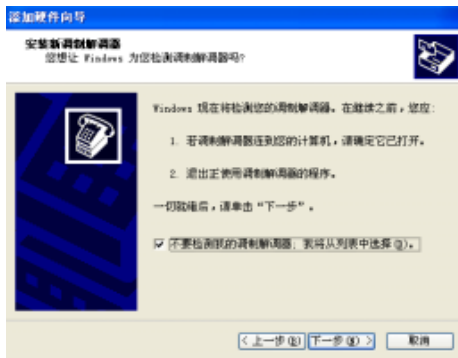 添加硬件向导
安装新调制解调器
您想让 Windows 为您检测调制解调器吗?
Windows 现在将检测您的调制解调器。在继续之前，您应:
1. 若调制解调器连到您的计算机，请确定它已打开。
2. 退出正使用调制解调器的程序。
一切就绪后，请单击“下一步”。
不要检测我的调制解调器；我将从列表中选择(D)。
< 上一步(B) 下一步(N) > 取消